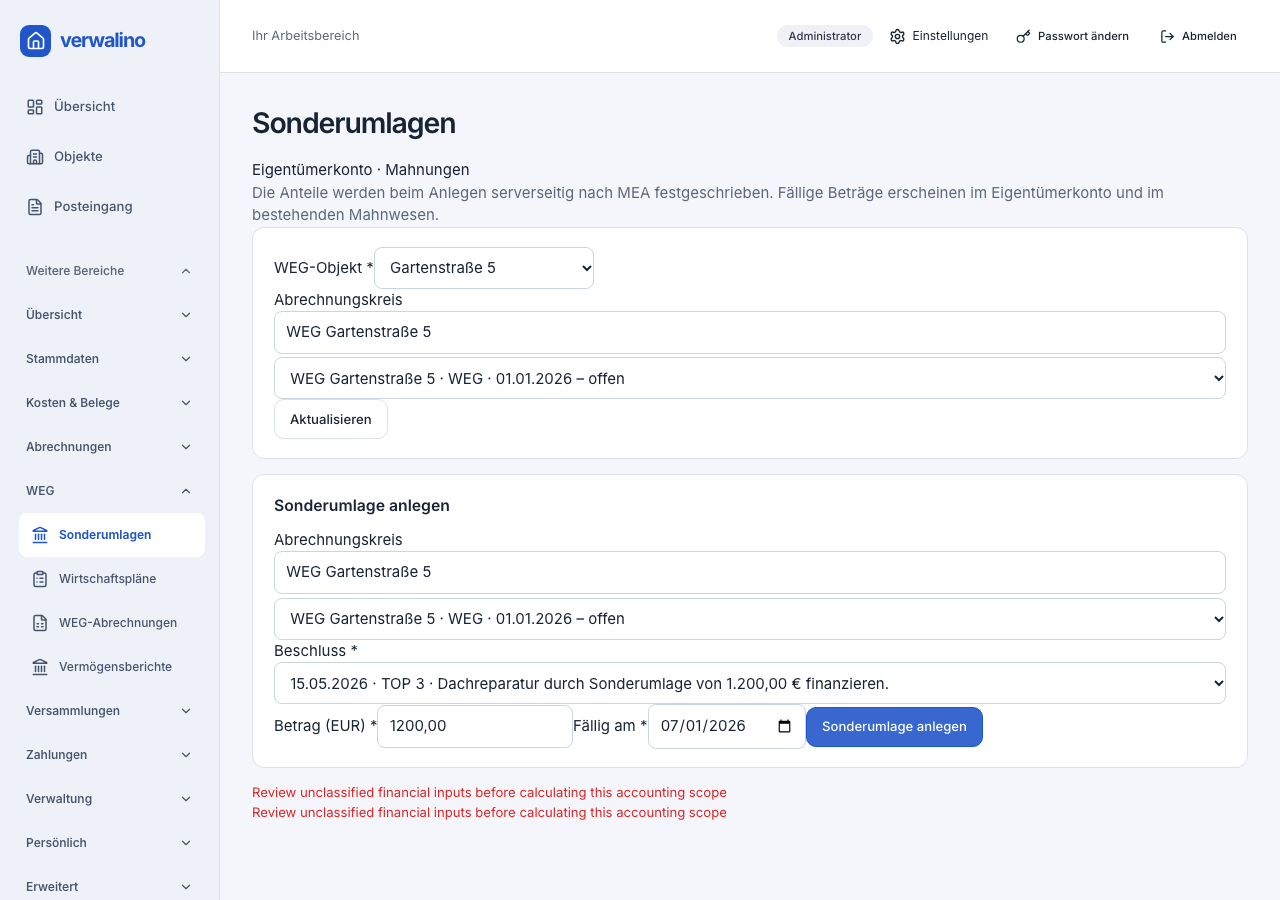 verwalino
Ihr Arbeitsbereich
Administrator
Einstellungen
Passwort ändern
Abmelden
Übersicht
Objekte
Posteingang
Weitere Bereiche
Übersicht
Stammdaten
Kosten & Belege
Abrechnungen
WEG
Sonderumlagen
Wirtschaftspläne
WEG-Abrechnungen
Vermögensberichte
Versammlungen
Zahlungen
Verwaltung
Persönlich
Erweitert
Sonderumlagen
Eigentümerkonto · Mahnungen
Die Anteile werden beim Anlegen serverseitig nach MEA festgeschrieben. Fällige Beträge erscheinen im Eigentümerkonto und im
bestehenden Mahnwesen.
WEG-Objekt * Gartenstraße 5
Abrechnungskreis
WEG Gartenstraße 5
WEG Gartenstraße 5 · WEG · 01.01.2026 – offen
Aktualisieren
Sonderumlage anlegen
Abrechnungskreis
WEG Gartenstraße 5
WEG Gartenstraße 5 · WEG · 01.01.2026 – offen
Beschluss *
15.05.2026 · TOP 3 · Dachreparatur durch Sonderumlage von 1.200,00 € finanzieren.
Betrag (EUR) * 1200,00 Fällig am * 07/01/2026 Sonderumlage anlegen
Review unclassified financial inputs before calculating this accounting scope
Review unclassified financial inputs before calculating this accounting scope